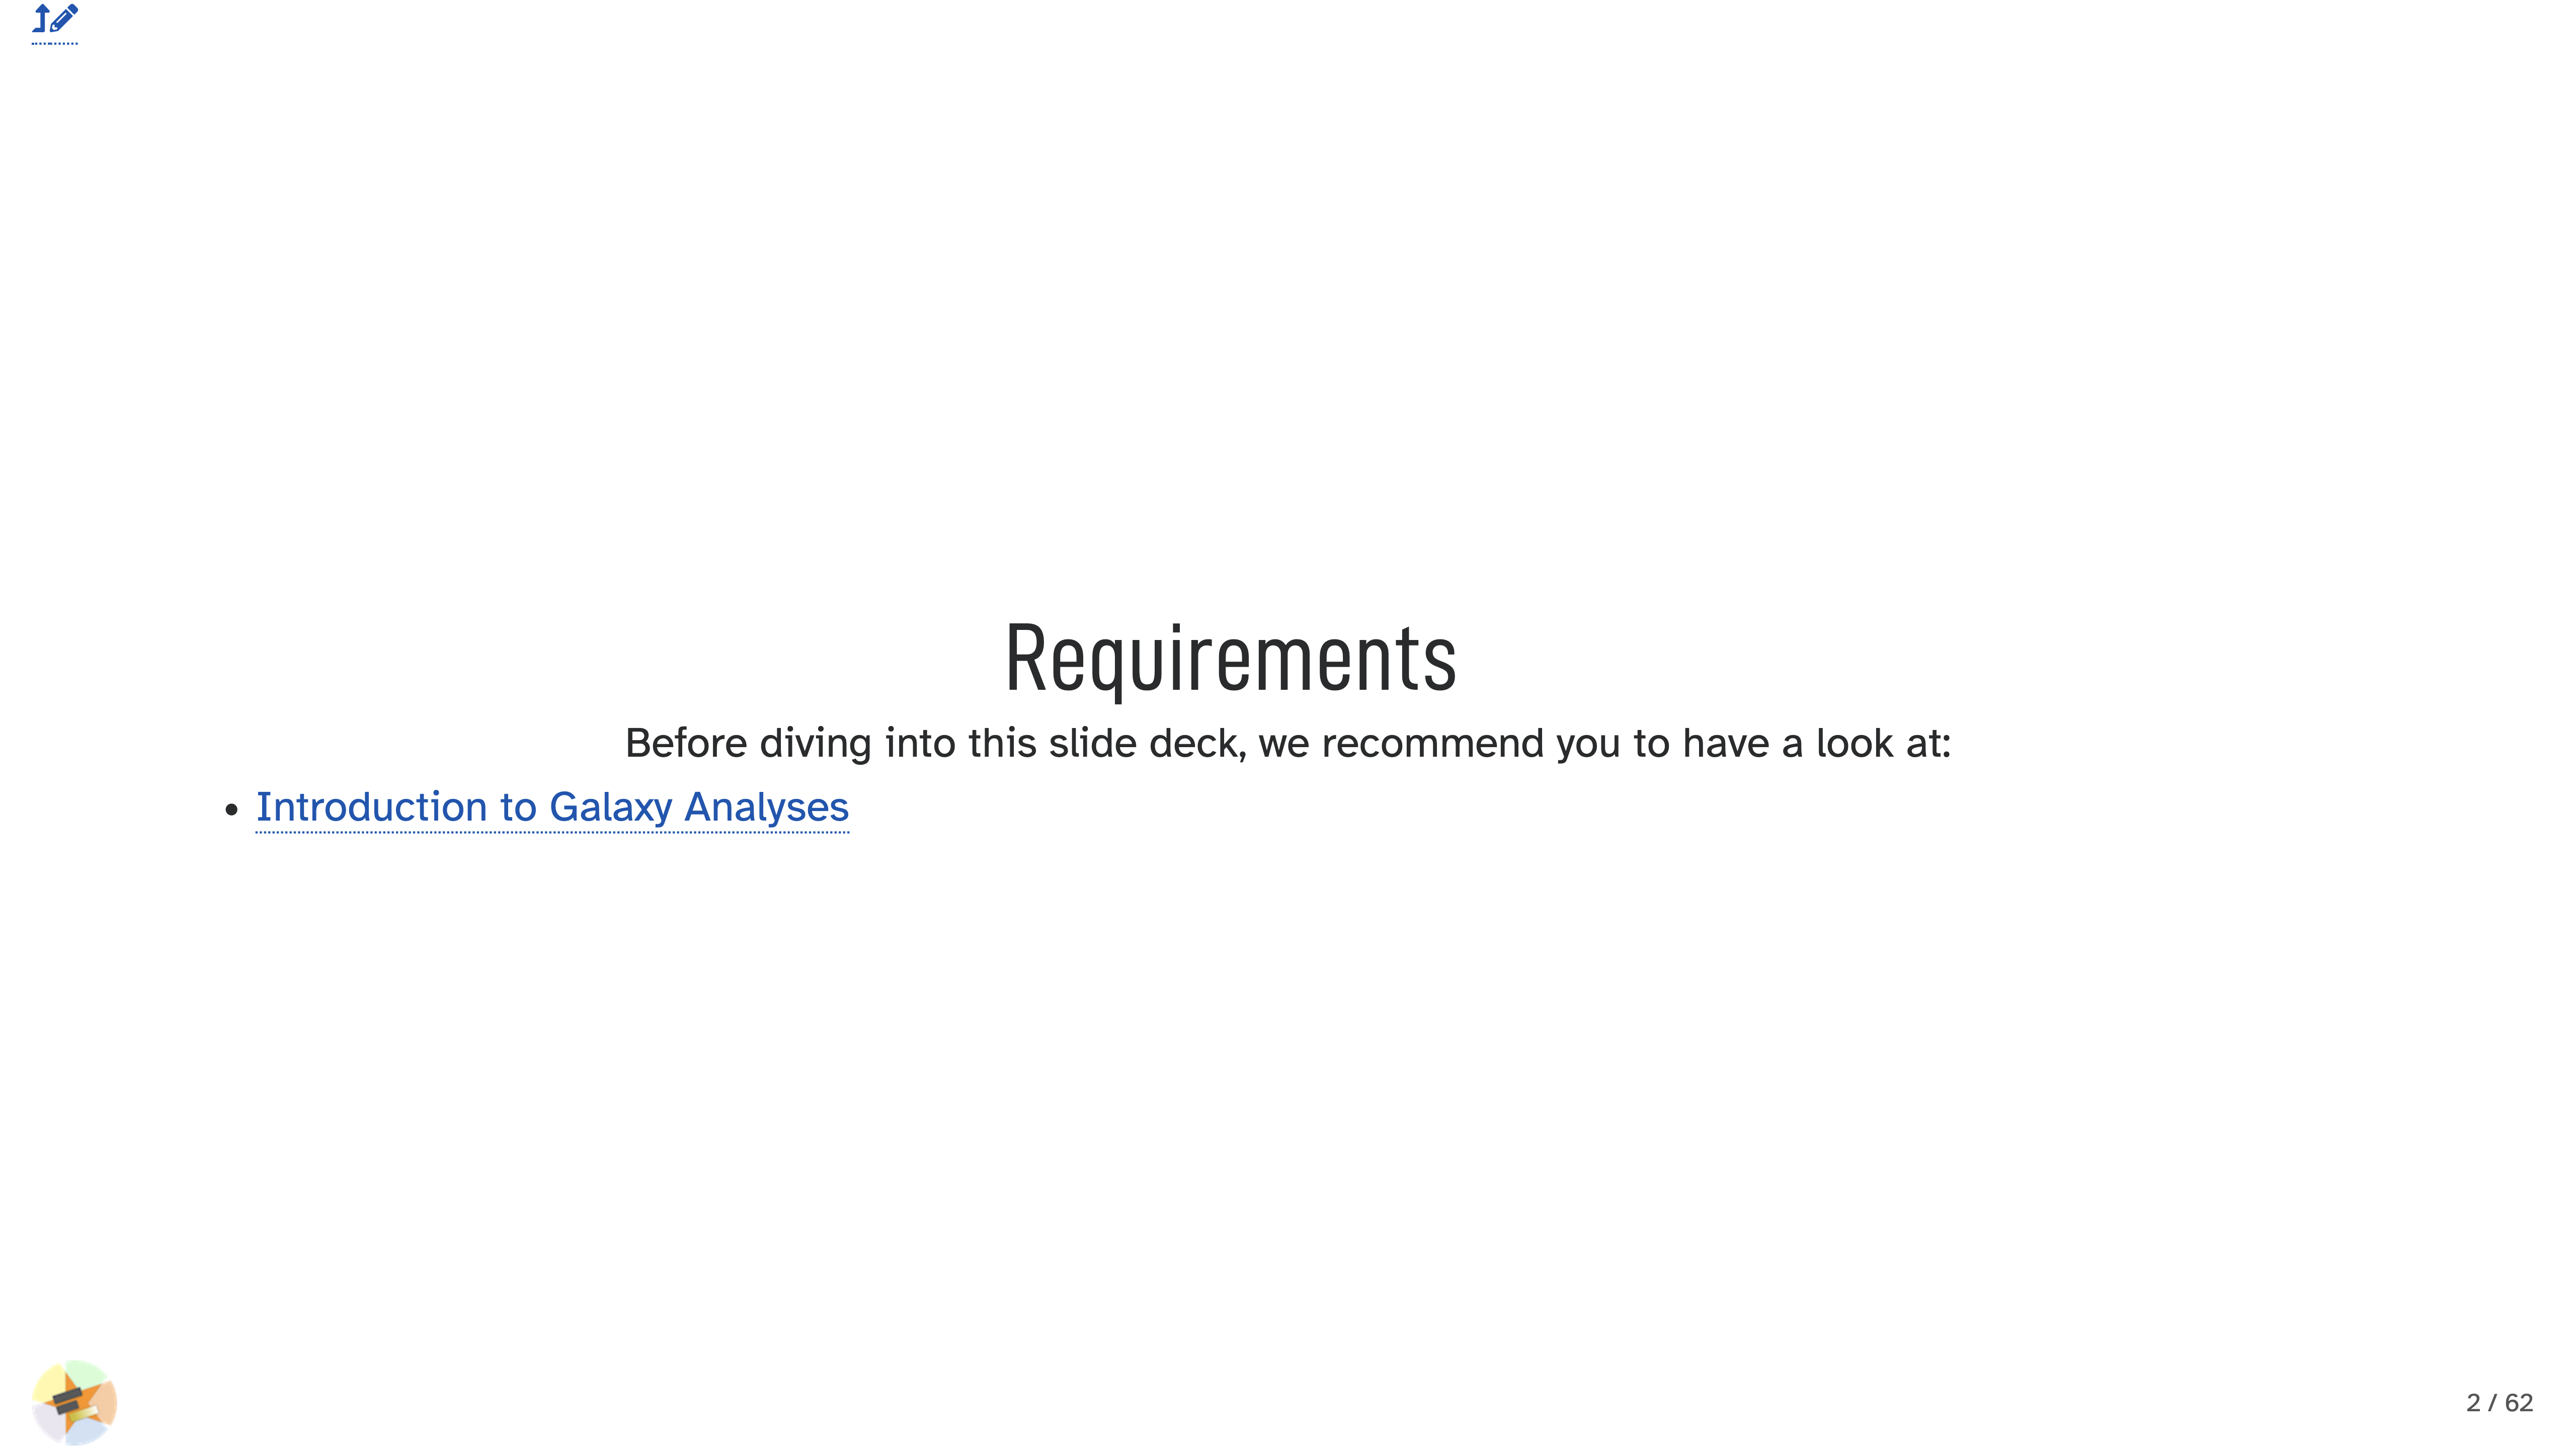 Requirements
Before diving into this slide deck, we recommend you to have a look at:
Introduction to Galaxy Analyses
2 / 62